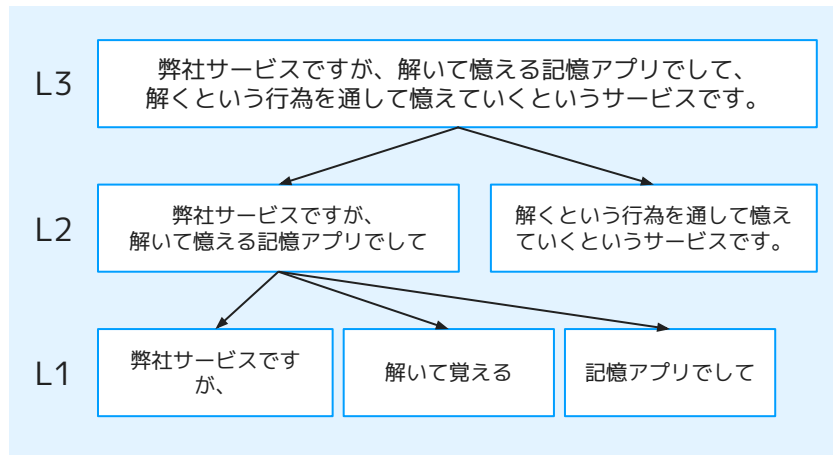 L3
弊社サービスですが、解いて憶える記憶アプリでして、
解くという行為を通して憶えていくというサービスです。
L2
弊社サービスですが、
解いて憶える記憶アプリでして
解くという行為を通して憶え
ていくというサービスです。
L1
弊社サービスです
が、
解いて覚える
記憶アプリでして